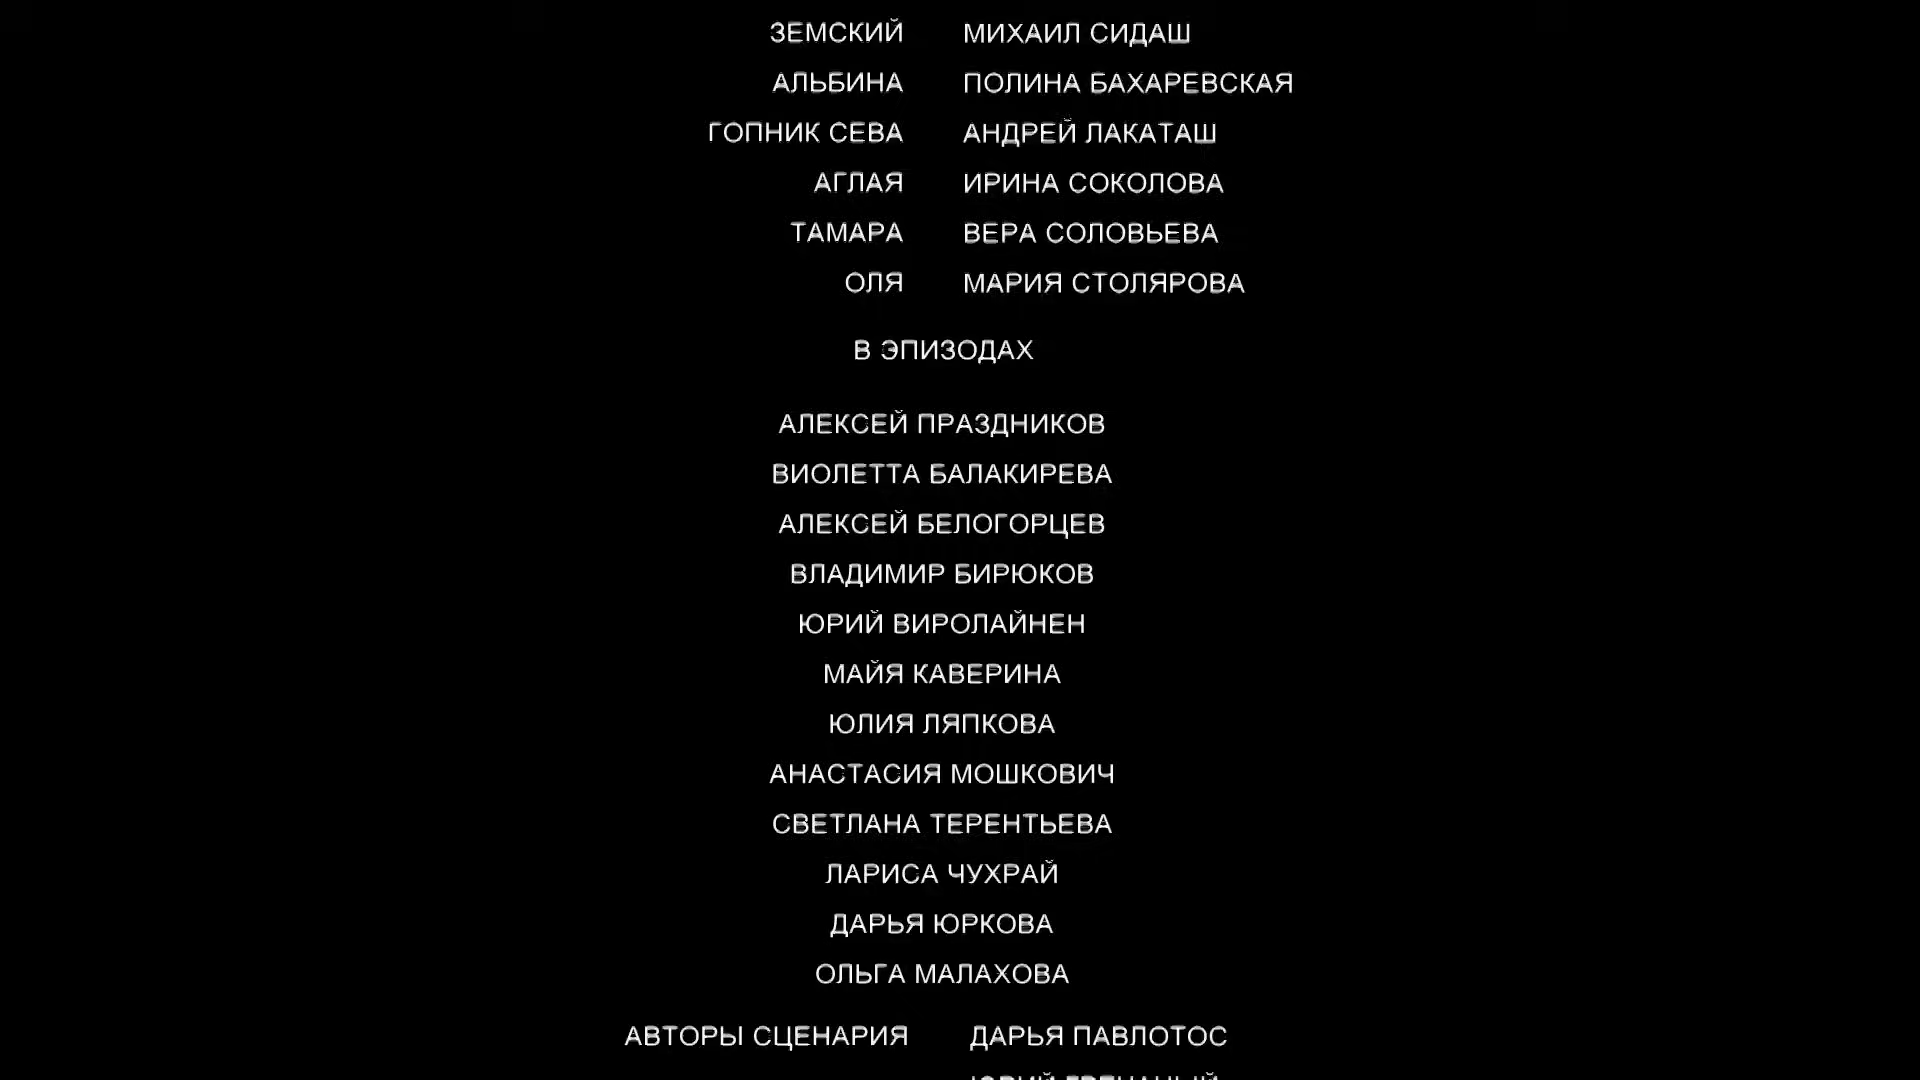 ЗЕМСКИЙ МИХАИЛ СИДАШ
АЛЬБИНА ПОЛИНА БАХАРЕВСКАЯ
ГОПНИК СЕВА АНДРЕЙ ЛАКАТАШ
АГЛАЯ ИРИНА СОКОЛОВА
ТАМАРА ВЕРА СОЛОВЬЕВА
ОЛЯ МАРИЯ СТОЛЯРОВА
В ЭПИЗОДАХ
АЛЕКСЕЙ ПРАЗДНИКОВ
ВИОЛЕТТА БАЛАКИРЕВА
АЛЕКСЕЙ БЕЛОГОРЦЕВ
ВЛАДИМИР БИРЮКОВ
ЮРИЙ ВИРОЛАЙНЕН
МАЙЯ КАВЕРИНА
ЮЛИЯ ЛЯПКОВА
АНАСТАСИЯ МОШКОВИЧ
СВЕТЛАНА ТЕРЕНТЬЕВА
ЛАРИСА ЧУХРАЙ
ДАРЬЯ ЮРКОВА
ОЛЬГА МАЛАХОВА
АВТОРЫ СЦЕНАРИЯ ДАРЬЯ ПАВЛОТОС